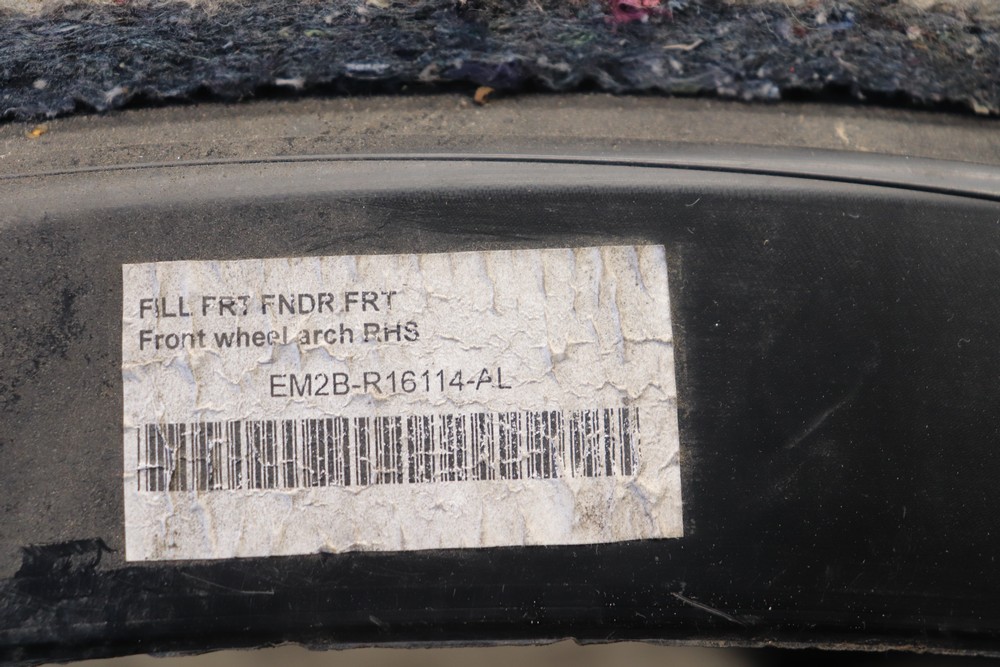 FILL FRT FNDR FRT
Front wheel arch RHS
EM2B-R16114-AL